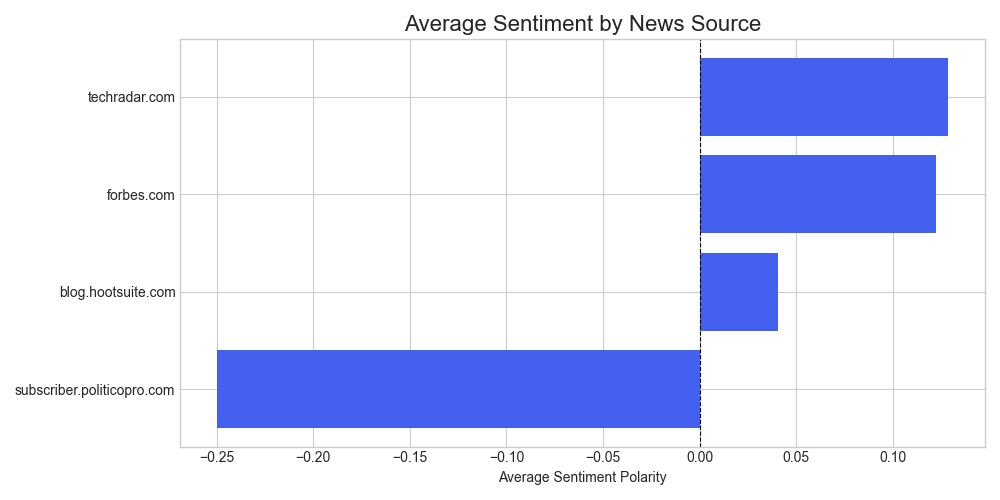 Average Sentiment by News Source
techradar.com
forbes.com
blog.hootsuite.com
subscriber.politicopro.com
−0.25 −0.20 −0.15 −0.10 −0.05 0.00 0.05 0.10
Average Sentiment Polarity